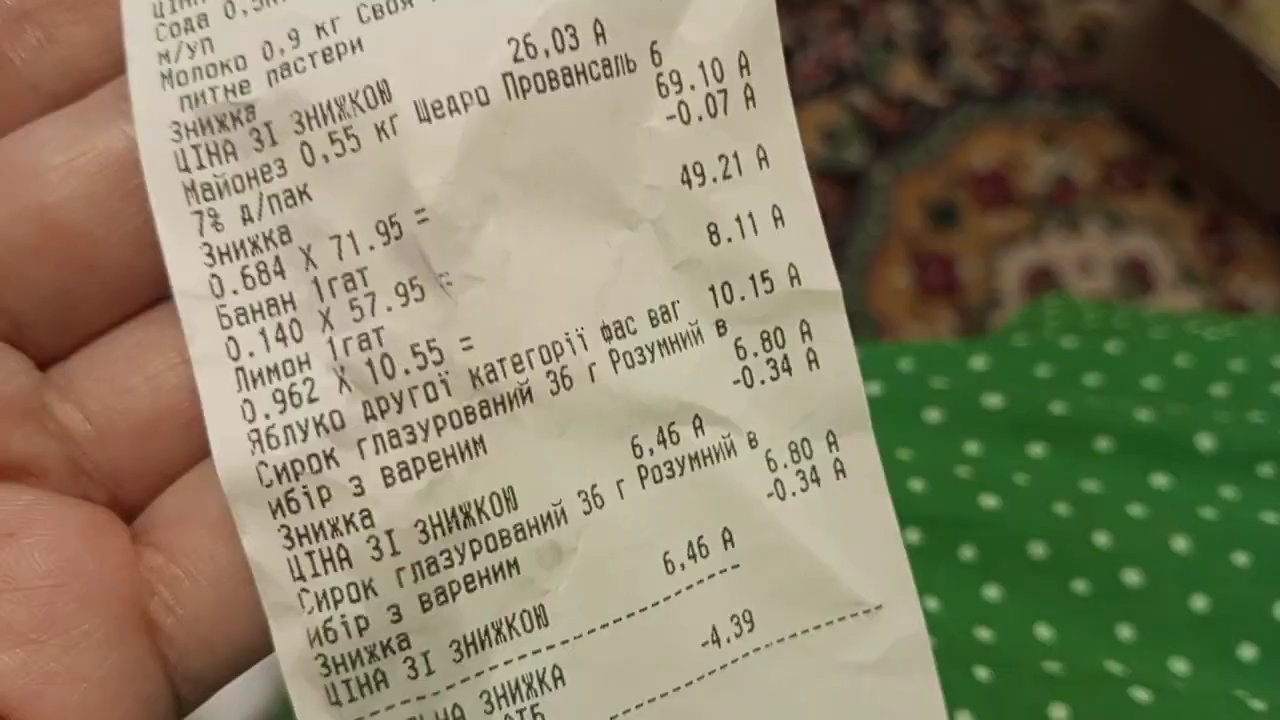 Сода 0,5
м/уп
Молоко 0,9 кг Своя
питне пастери
Знижка
ЦІНА ЗІ ЗНИЖКОЮ 26,03 А
Майонез 0,55 кг Щедро Провансаль 6
7% д/пак 69.10 А
Знижка -0.07 А
0.684 X 71.95 =
Банан 1гат 49.21 А
0.140 X 57.95 =
Лимон 1гат 8.11 А
0.962 X 10.55 =
Яблуко другої категорії фас ваг 10.15 А
Сирок глазурований 36 г Розумний в
ибір з вареним 6.80 А
Знижка -0.34 А
ЦІНА ЗІ ЗНИЖКОЮ 6,46 А
Сирок глазурований 36 г Розумний в
ибір з вареним 6.80 А
Знижка -0.34 А
ЦІНА ЗІ ЗНИЖКОЮ 6,46 А
ЗНИЖКА -4.39